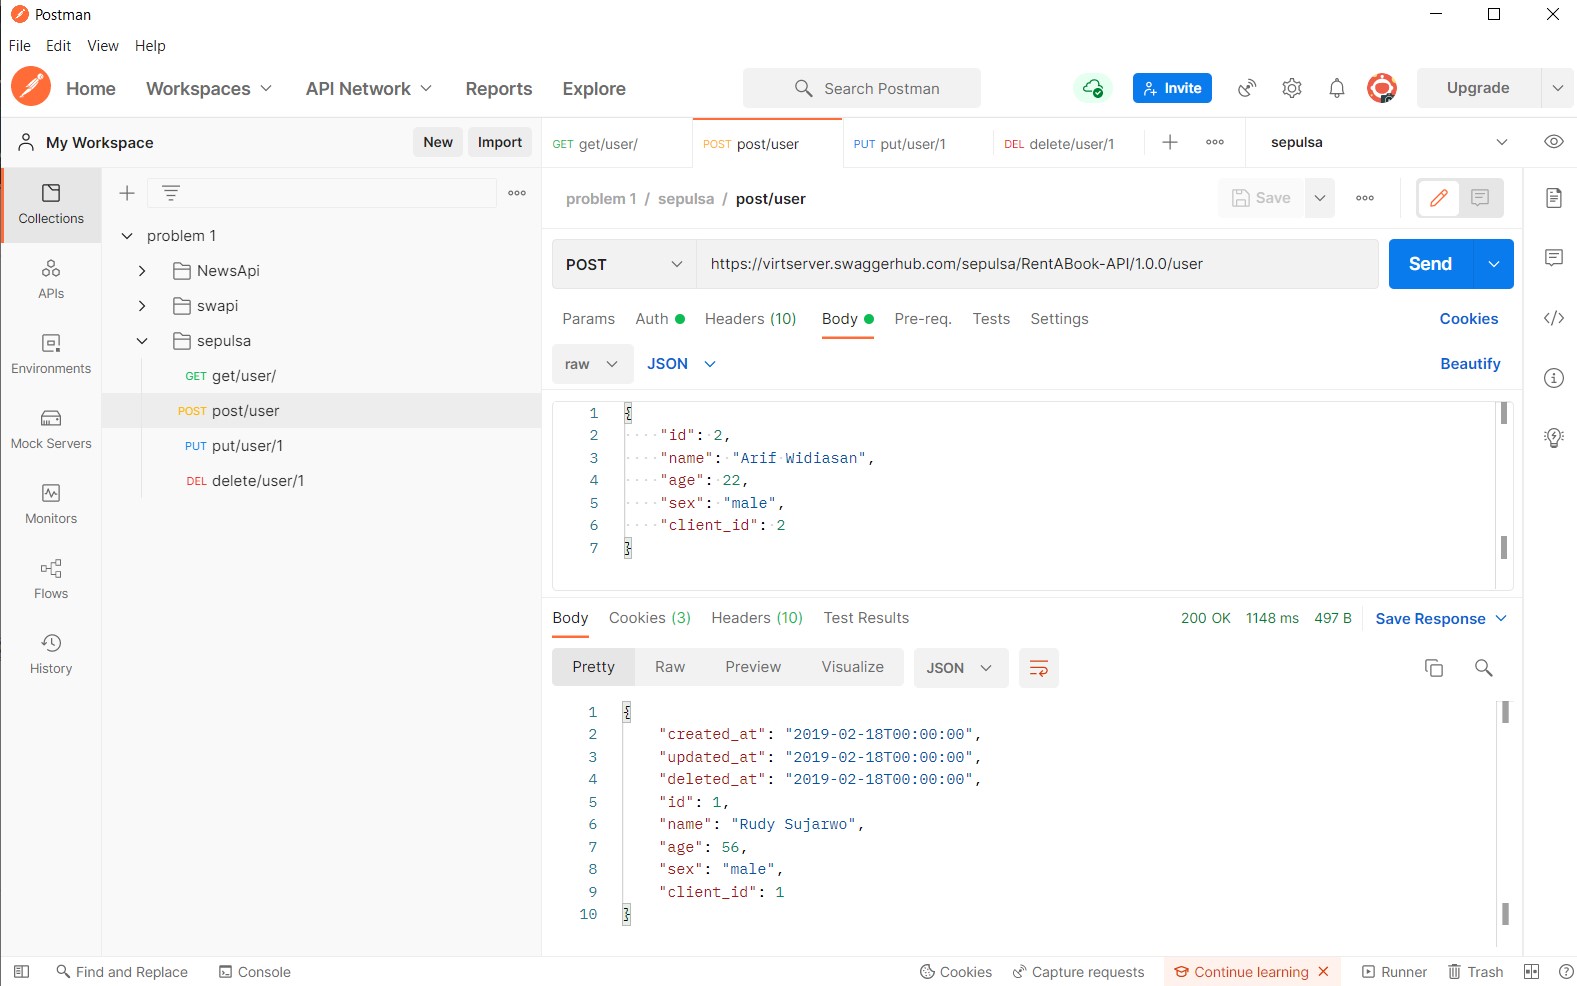 Postman
File Edit View Help
Home Workspaces API Network Reports Explore Search Postman Invite Upgrade
My Workspace New Import
GET get/user/ POST post/user PUT put/user/1 DEL delete/user/1 sepulsa
Collections
APIs
Environments
Mock Servers
Monitors
Flows
History
problem 1
NewsApi
swapi
sepulsa
GET get/user/
POST post/user
PUT put/user/1
DEL delete/user/1
problem 1 / sepulsa / post/user Save
POST https://virtserver.swaggerhub.com/sepulsa/RentABook-API/1.0.0/user Send
Params Auth Headers (10) Body Pre-req. Tests Settings Cookies
raw JSON Beautify
1 {
2 "id": 2,
3 "name": "Arif Widiasan",
4 "age": 22,
5 "sex": "male",
6 "client_id": 2
7 }
Body Cookies (3) Headers (10) Test Results 200 OK 1148 ms 497 B Save Response
Pretty Raw Preview Visualize JSON
1 {
2 "created_at": "2019-02-18T00:00:00",
3 "updated_at": "2019-02-18T00:00:00",
4 "deleted_at": "2019-02-18T00:00:00",
5 "id": 1,
6 "name": "Rudy Sujarwo",
7 "age": 56,
8 "sex": "male",
9 "client_id": 1
10 }
Find and Replace Console Cookies Capture requests Continue learning Runner Trash